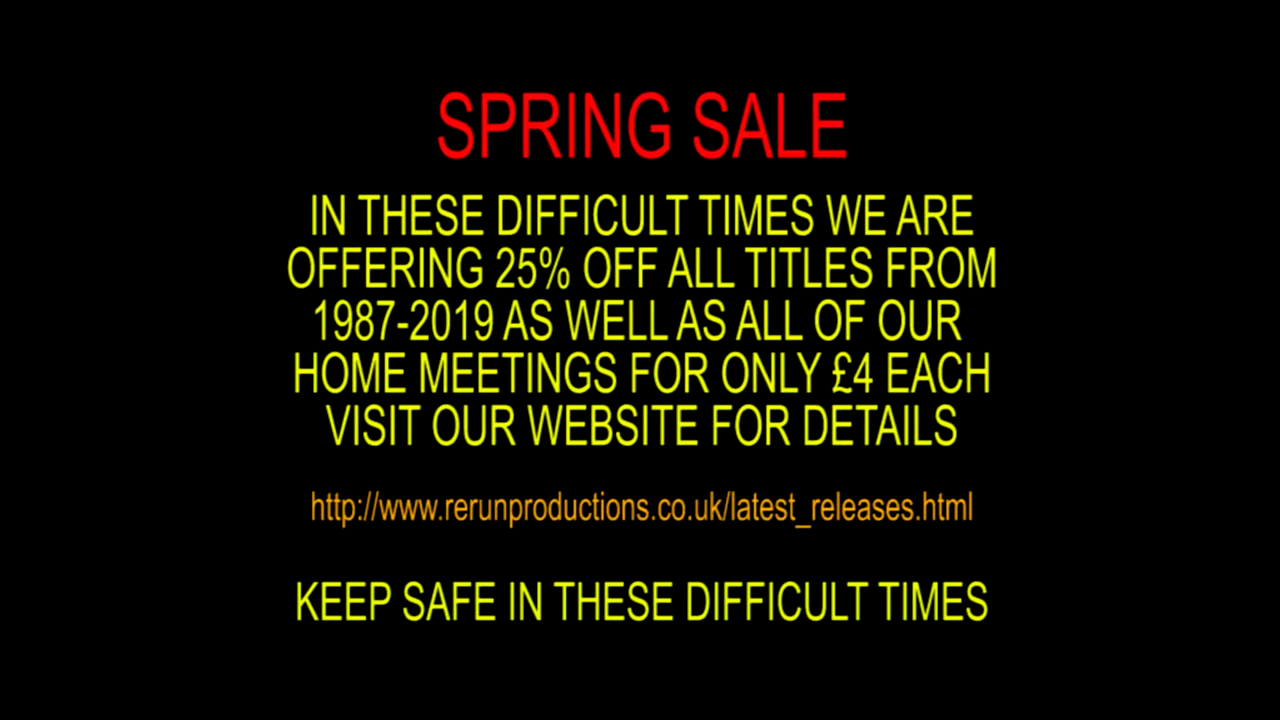 SPRING SALE
IN THESE DIFFICULT TIMES WE ARE
OFFERING 25% OFF ALL TITLES FROM
1987-2019 AS WELL AS ALL OF OUR
HOME MEETINGS FOR ONLY £4 EACH
VISIT OUR WEBSITE FOR DETAILS
http://www.rerunproductions.co.uk/latest_releases.html
KEEP SAFE IN THESE DIFFICULT TIMES